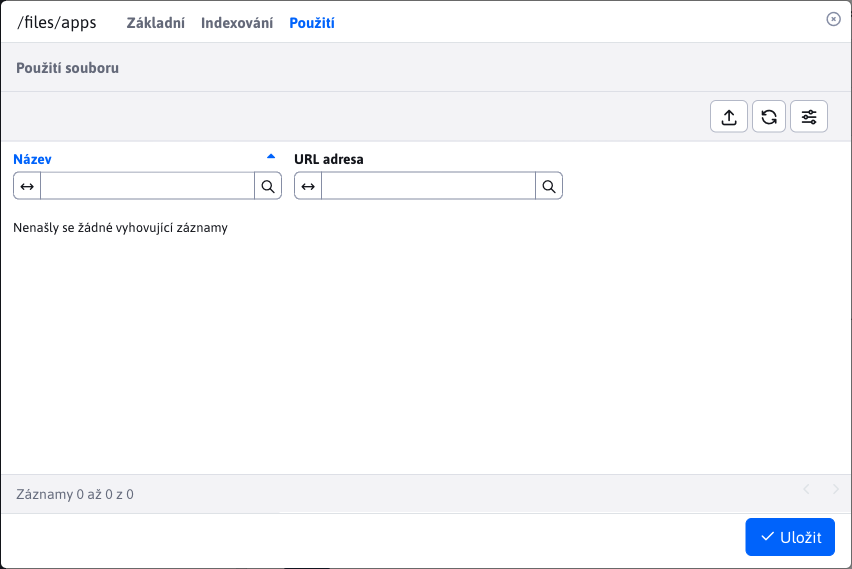 /files/apps Základní Indexování Použití
Použití souboru
Název URL adresa
Nenašly se žádné vyhovující záznamy
Záznamy 0 až 0 z 0
Uložit